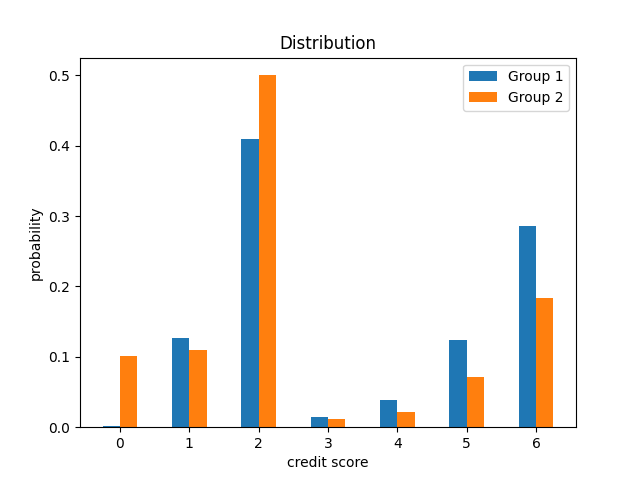 Distribution
Group 1
Group 2
probability
0.5
0.4
0.3
0.2
0.1
0.0
0 1 2 3 4 5 6
credit score